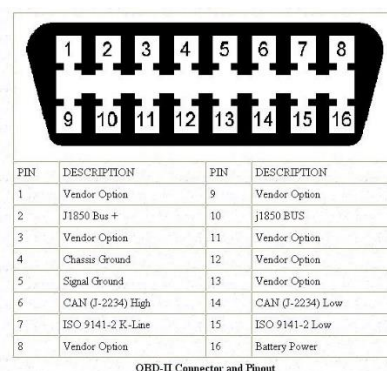 1 2 3 4 5 6 7 8
9 10 11 12 13 14 15 16
PIN DESCRIPTION PIN DESCRIPTION
1 Vendor Option 9 Vendor Option
2 J1850 Bus + 10 j1850 BUS
3 Vendor Option 11 Vendor Option
4 Chassis Ground 12 Vendor Option
5 Signal Ground 13 Vendor Option
6 CAN (J-2234) High 14 CAN (J-2234) Low
7 ISO 9141-2 K-Line 15 ISO 9141-2 Low
8 Vendor Option 16 Battery Power
OBD-II Connector and Pinout